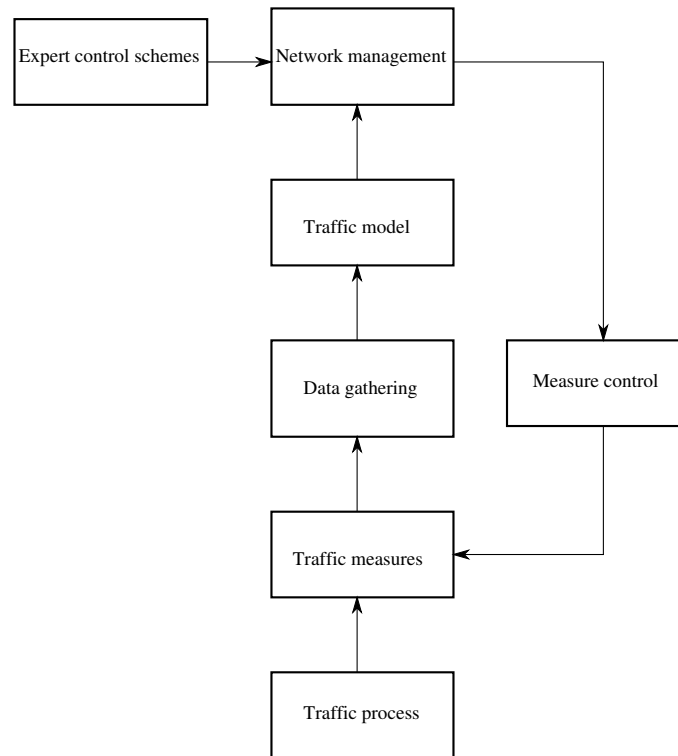 Expert control schemes
Network management
Traffic model
Data gathering
Measure control
Traffic measures
Traffic process